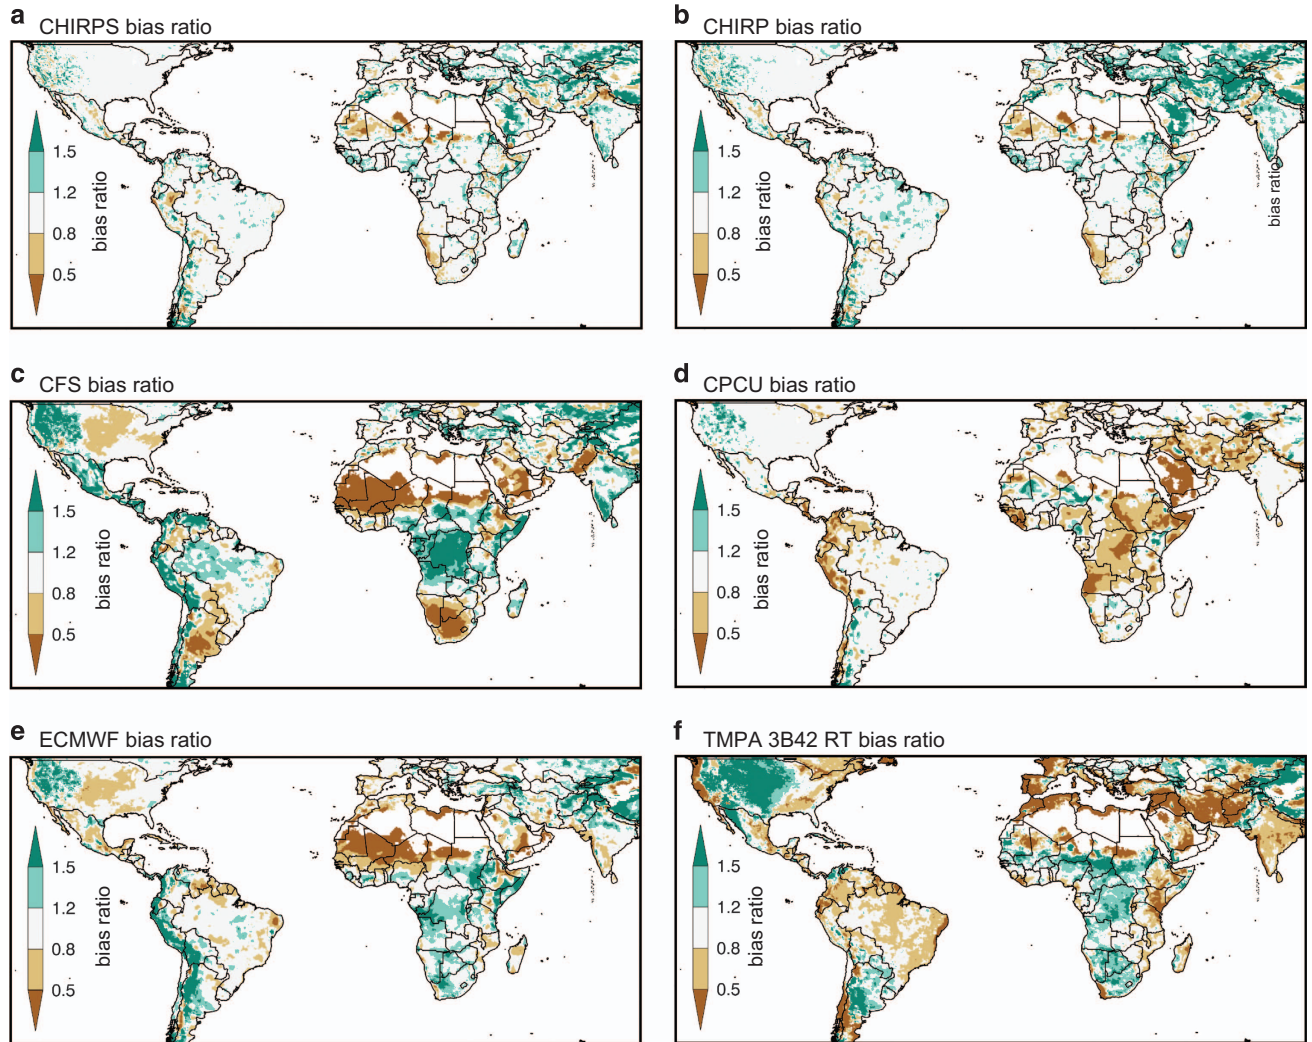 a CHIRPS bias ratio
1.5
1.2
0.8
0.5
bias ratio
b CHIRP bias ratio
1.5
1.2
0.8
0.5
bias ratio
bias ratio
c CFS bias ratio
1.5
1.2
0.8
0.5
bias ratio
d CPCU bias ratio
1.5
1.2
0.8
0.5
bias ratio
e ECMWF bias ratio
1.5
1.2
0.8
0.5
bias ratio
f TMPA 3B42 RT bias ratio
1.5
1.2
0.8
0.5
bias ratio